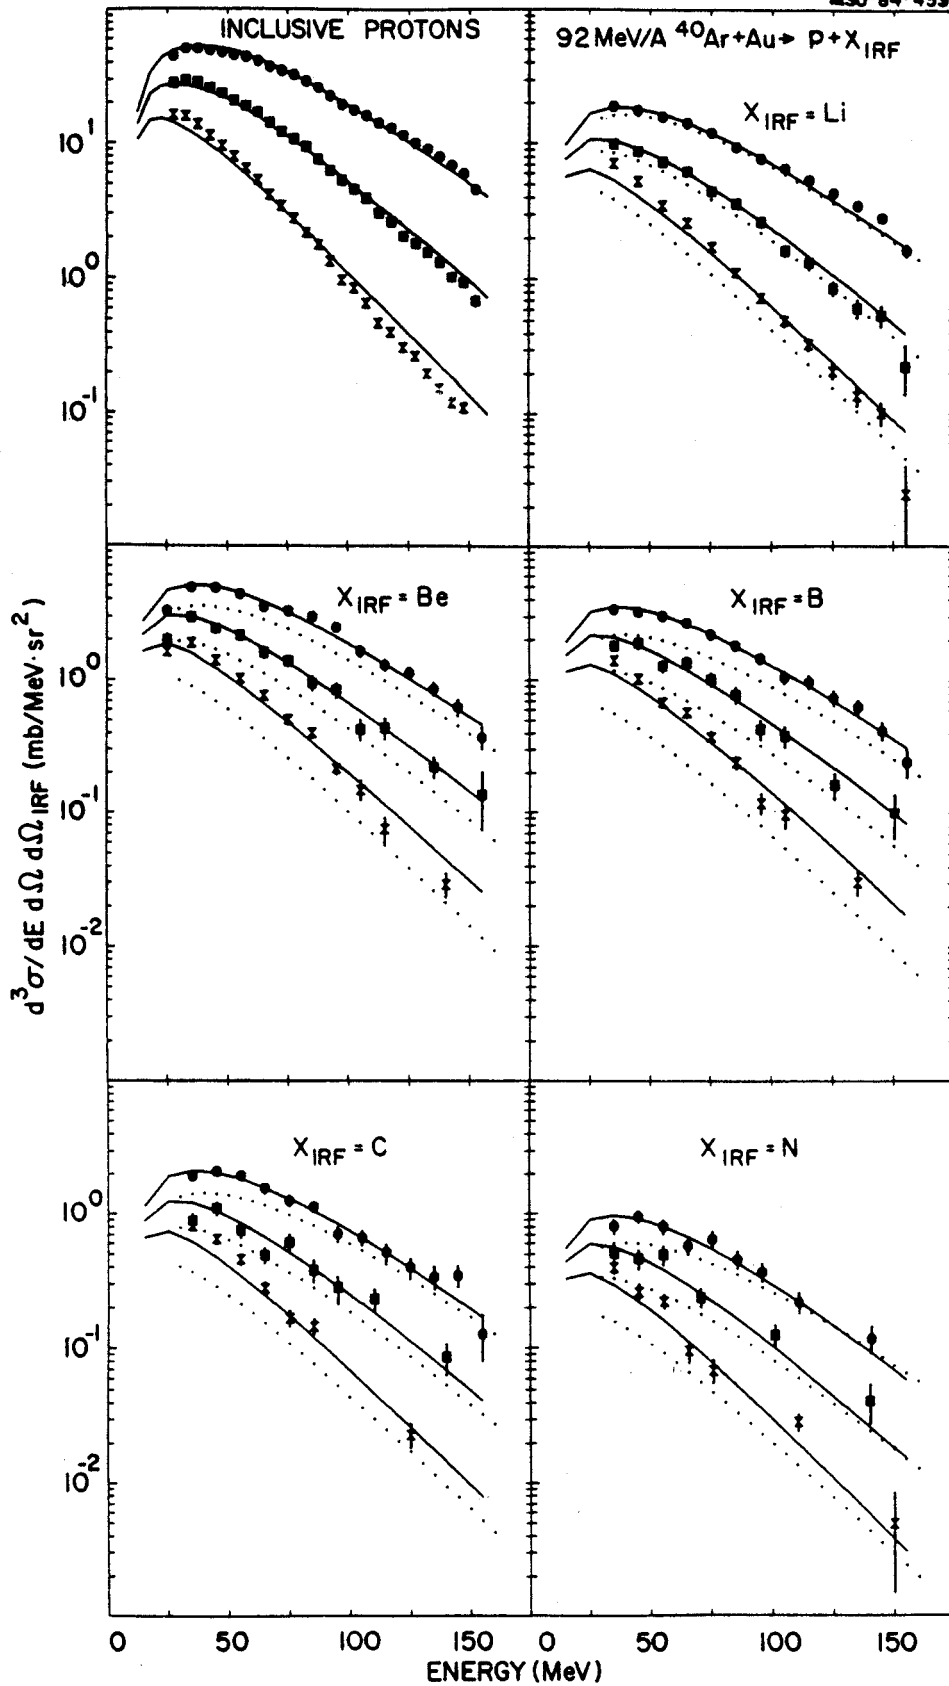 INCLUSIVE PROTONS
92 MeV/A ⁴⁰Ar+Au→ p+X_IRF
X_IRF = Li
10¹
10⁰
10⁻¹
X_IRF = Be
X_IRF = B
10⁰
10⁻¹
10⁻²
d³σ/dE dΩ dΩ_IRF (mb/MeV·sr²)
X_IRF = C
X_IRF = N
10⁰
10⁻¹
10⁻²
0 50 100 150 0 50 100 150
ENERGY (MeV)